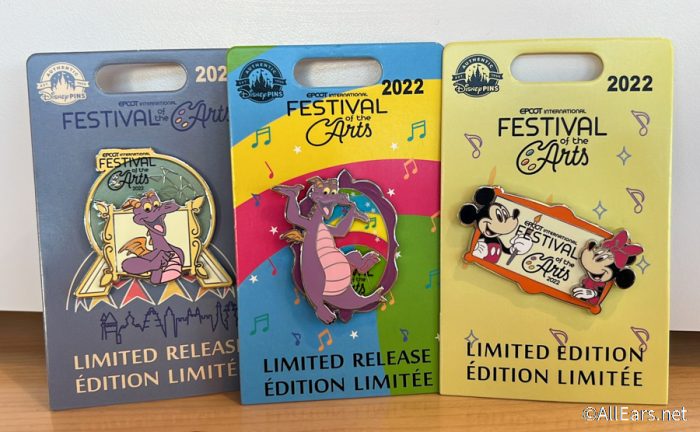 AUTHENTIC
DISNEY PINS
2022
EPCOT INTERNATIONAL
FESTIVAL of the Arts
EPCOT INTERNATIONAL
FESTIVAL
of the
Arts
2022
LIMITED RELEASE
ÉDITION LIMITÉE
AUTHENTIC
DISNEY PINS
2022
EPCOT INTERNATIONAL
FESTIVAL
of the
Arts
LIMITED RELEASE
ÉDITION LIMITÉE
AUTHENTIC
DISNEY PINS
2022
EPCOT INTERNATIONAL
FESTIVAL
of the
Arts
EPCOT INTERNATIONAL
FESTIVAL
of the
Arts
2022
LIMITED EDITION
ÉDITION LIMITÉE
©AllEars.net